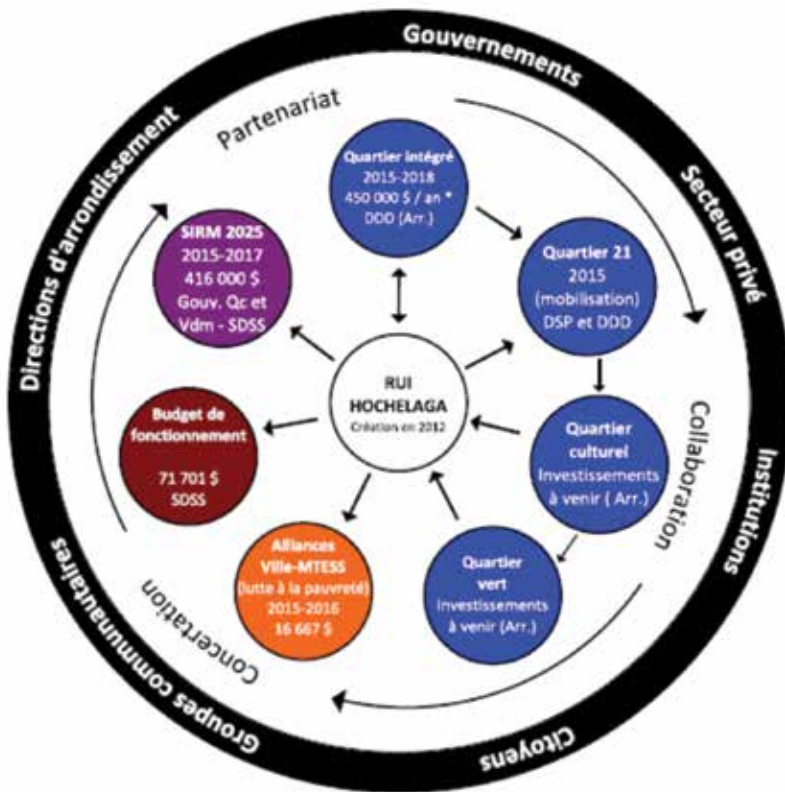 Gouvernements
Secteur privé
Institutions
Citoyens
Groupes communautaires
Directions d'arrondissement
Partenariat
Collaboration
Concertation
Quartier intégré
2015-2018
450 000 $ / an *
DDD (Arr.)
Quartier 21
2015
(mobilisation)
DSP et DDD
Quartier
culturel
Investissements
à venir ( Arr.)
Quartier
vert
Investissements
à venir (Arr.)
Alliances
Ville-MTESS
(lutte à la pauvreté)
2015-2016
16 667 $
Budget de
fonctionnement
71 701 $
SDSS
SIRM 2025
2015-2017
416 000 $
Gouv. Qc et
Vdm - SDSS
RUI
HOCHELAGA
Création en 2012